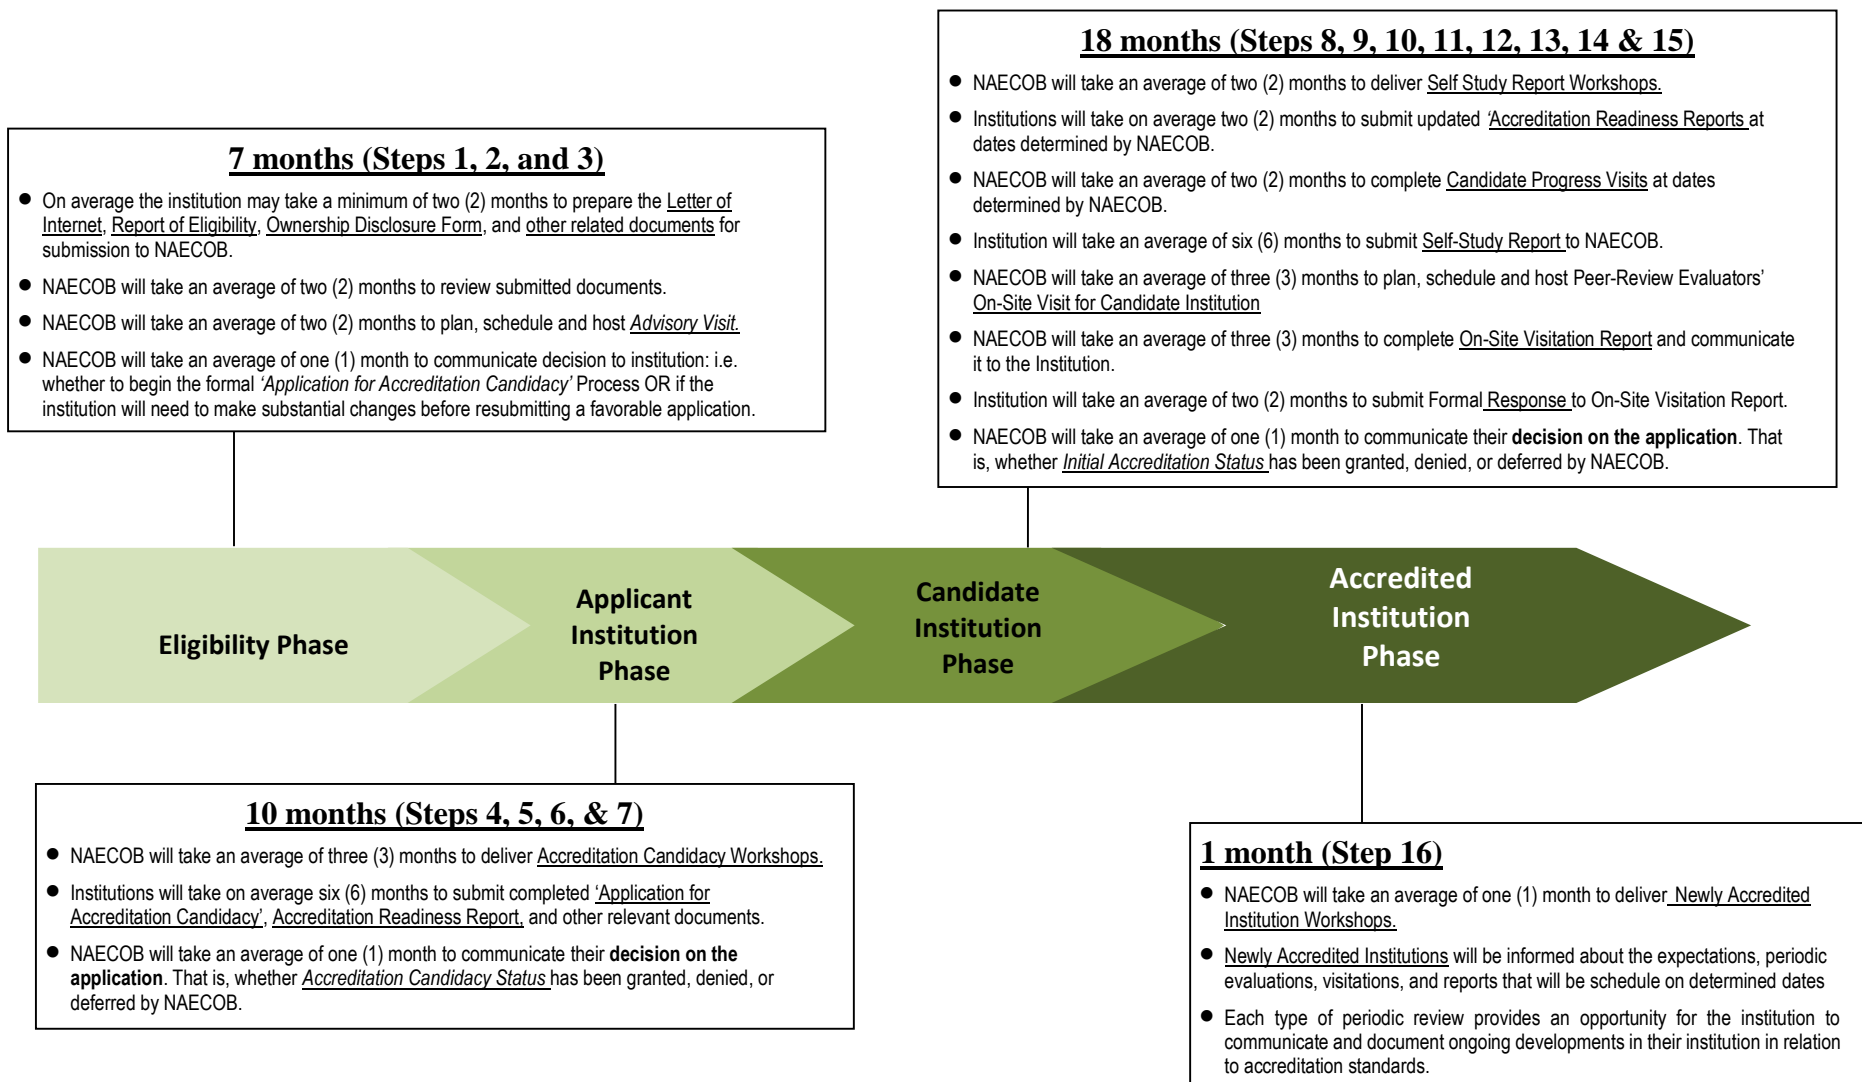 7 months (Steps 1, 2, and 3)
● On average the institution may take a minimum of two (2) months to prepare the Letter of
Internet, Report of Eligibility, Ownership Disclosure Form, and other related documents for
submission to NAECOB.
● NAECOB will take an average of two (2) months to review submitted documents.
● NAECOB will take an average of two (2) months to plan, schedule and host Advisory Visit.
● NAECOB will take an average of one (1) month to communicate decision to institution: i.e.
whether to begin the formal ‘Application for Accreditation Candidacy’ Process OR if the
institution will need to make substantial changes before resubmitting a favorable application.
18 months (Steps 8, 9, 10, 11, 12, 13, 14 & 15)
● NAECOB will take an average of two (2) months to deliver Self Study Report Workshops.
● Institutions will take on average two (2) months to submit updated ‘Accreditation Readiness Reports at
dates determined by NAECOB.
● NAECOB will take an average of two (2) months to complete Candidate Progress Visits at dates
determined by NAECOB.
● Institution will take an average of six (6) months to submit Self-Study Report to NAECOB.
● NAECOB will take an average of three (3) months to plan, schedule and host Peer-Review Evaluators’
On-Site Visit for Candidate Institution
● NAECOB will take an average of three (3) months to complete On-Site Visitation Report and communicate
it to the Institution.
● Institution will take an average of two (2) months to submit Formal Response to On-Site Visitation Report.
● NAECOB will take an average of one (1) month to communicate their decision on the application. That
is, whether Initial Accreditation Status has been granted, denied, or deferred by NAECOB.
Eligibility Phase
Applicant
Institution
Phase
Candidate
Institution
Phase
Accredited
Institution
Phase
10 months (Steps 4, 5, 6, & 7)
● NAECOB will take an average of three (3) months to deliver Accreditation Candidacy Workshops.
● Institutions will take on average six (6) months to submit completed ‘Application for
Accreditation Candidacy’, Accreditation Readiness Report, and other relevant documents.
● NAECOB will take an average of one (1) month to communicate their decision on the
application. That is, whether Accreditation Candidacy Status has been granted, denied, or
deferred by NAECOB.
1 month (Step 16)
● NAECOB will take an average of one (1) month to deliver Newly Accredited
Institution Workshops.
● Newly Accredited Institutions will be informed about the expectations, periodic
evaluations, visitations, and reports that will be schedule on determined dates
● Each type of periodic review provides an opportunity for the institution to
communicate and document ongoing developments in their institution in relation
to accreditation standards.